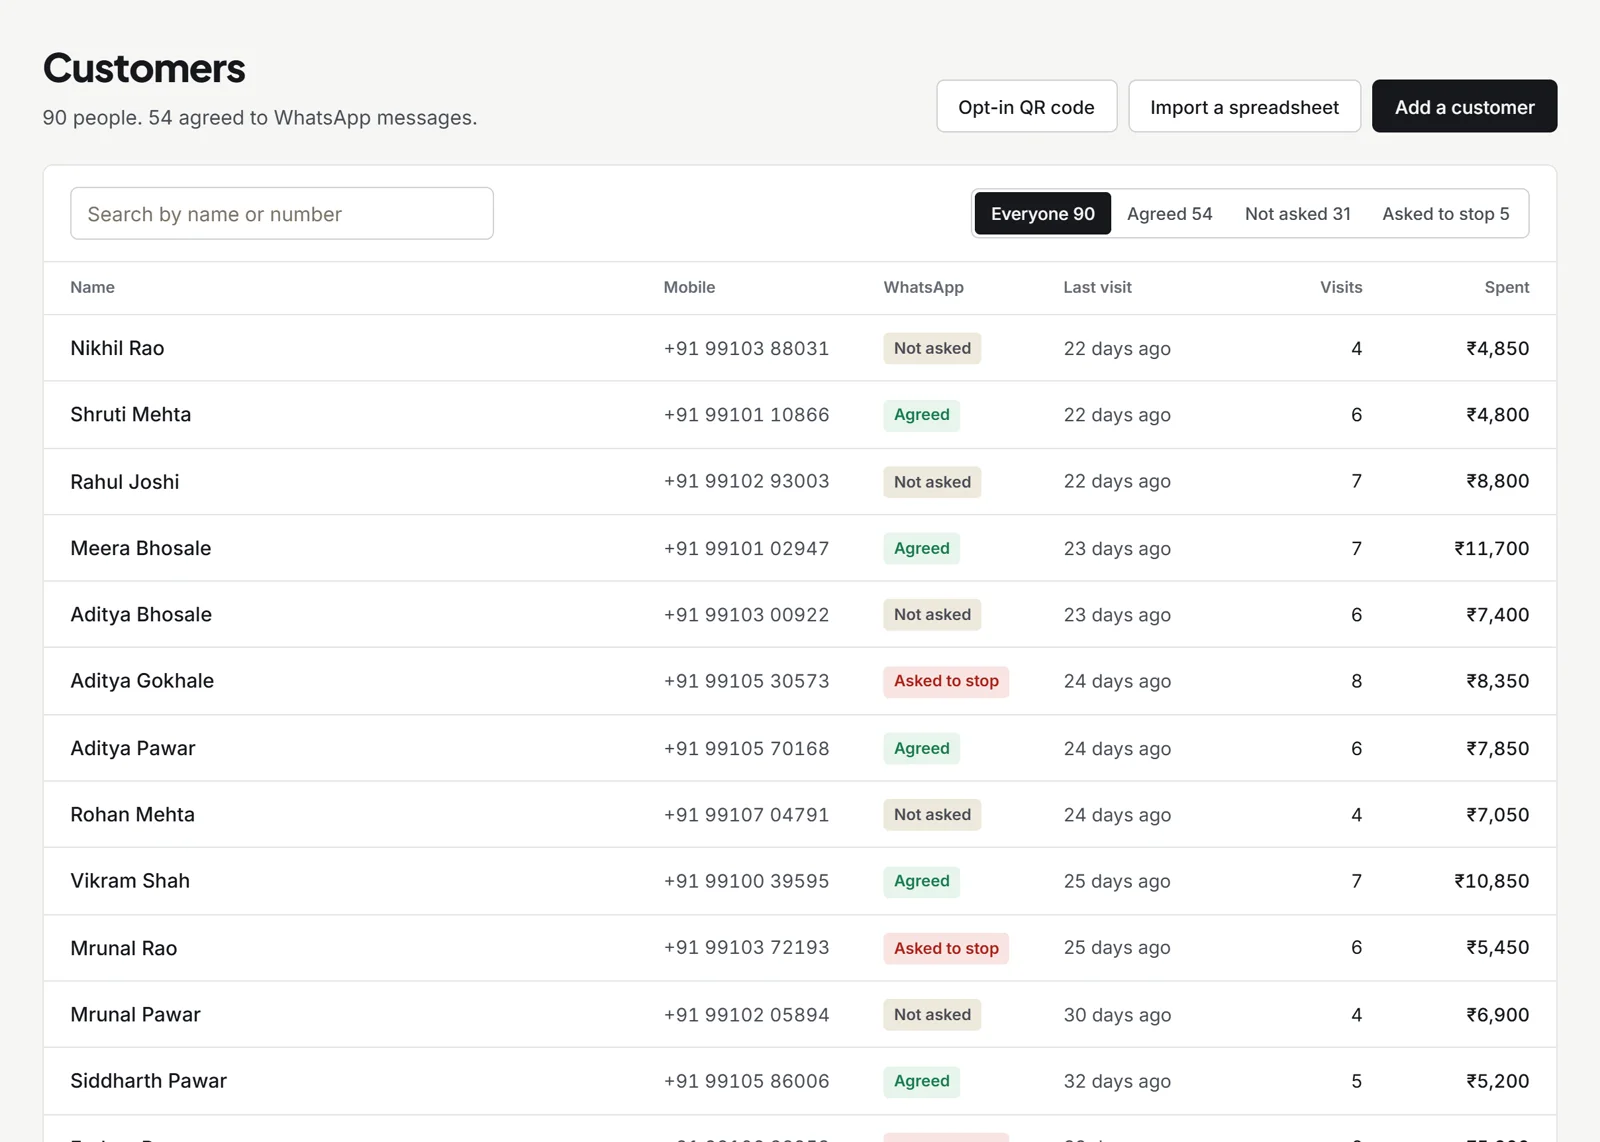 Customers
90 people. 54 agreed to WhatsApp messages.
Opt-in QR code
Import a spreadsheet
Add a customer
Search by name or number
Everyone 90
Agreed 54
Not asked 31
Asked to stop 5
Name Mobile WhatsApp Last visit Visits Spent
Nikhil Rao +91 99103 88031 Not asked 22 days ago 4 ₹4,850
Shruti Mehta +91 99101 10866 Agreed 22 days ago 6 ₹4,800
Rahul Joshi +91 99102 93003 Not asked 22 days ago 7 ₹8,800
Meera Bhosale +91 99101 02947 Agreed 23 days ago 7 ₹11,700
Aditya Bhosale +91 99103 00922 Not asked 23 days ago 6 ₹7,400
Aditya Gokhale +91 99105 30573 Asked to stop 24 days ago 8 ₹8,350
Aditya Pawar +91 99105 70168 Agreed 24 days ago 6 ₹7,850
Rohan Mehta +91 99107 04791 Not asked 24 days ago 4 ₹7,050
Vikram Shah +91 99100 39595 Agreed 25 days ago 7 ₹10,850
Mrunal Rao +91 99103 72193 Asked to stop 25 days ago 6 ₹5,450
Mrunal Pawar +91 99102 05894 Not asked 30 days ago 4 ₹6,900
Siddharth Pawar +91 99105 86006 Agreed 32 days ago 5 ₹5,200